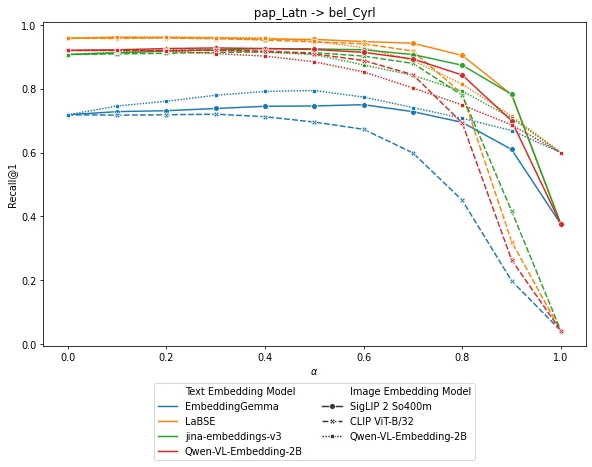 pap_Latn -> bel_Cyrl
Recall@1
1.0
0.8
0.6
0.4
0.2
0.0
0.0 0.2 0.4 0.6 0.8 1.0
α
Text Embedding Model Image Embedding Model
EmbeddingGemma SigLIP 2 So400m
LaBSE CLIP ViT-B/32
jina-embeddings-v3 Qwen-VL-Embedding-2B
Qwen-VL-Embedding-2B